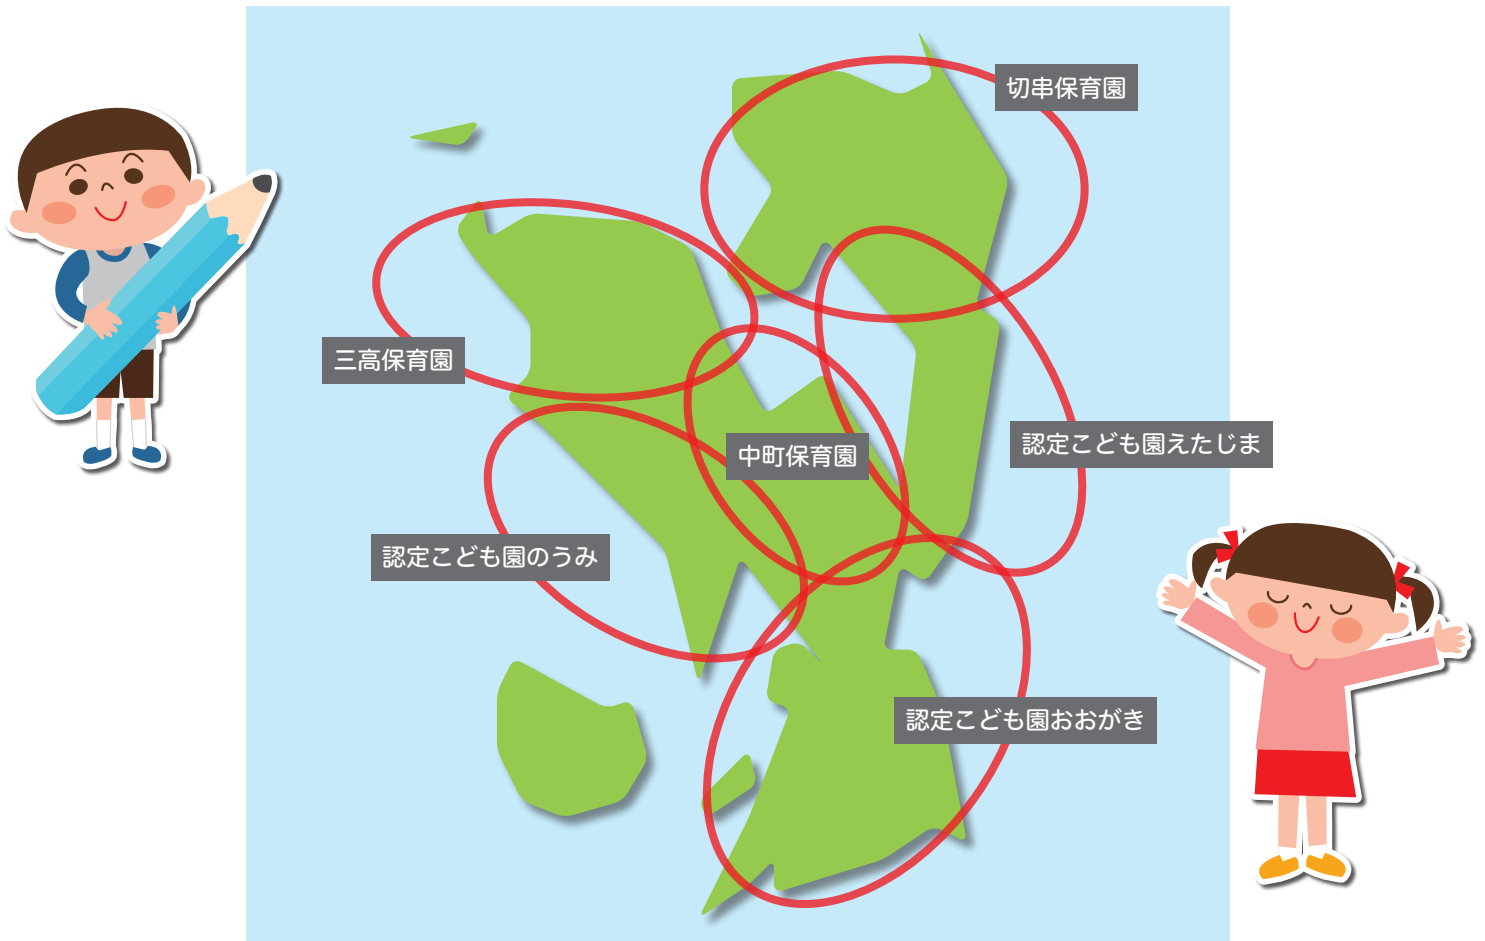 切串保育園
三高保育園
認定こども園えたじま
中町保育園
認定こども園のうみ
認定こども園おおがき